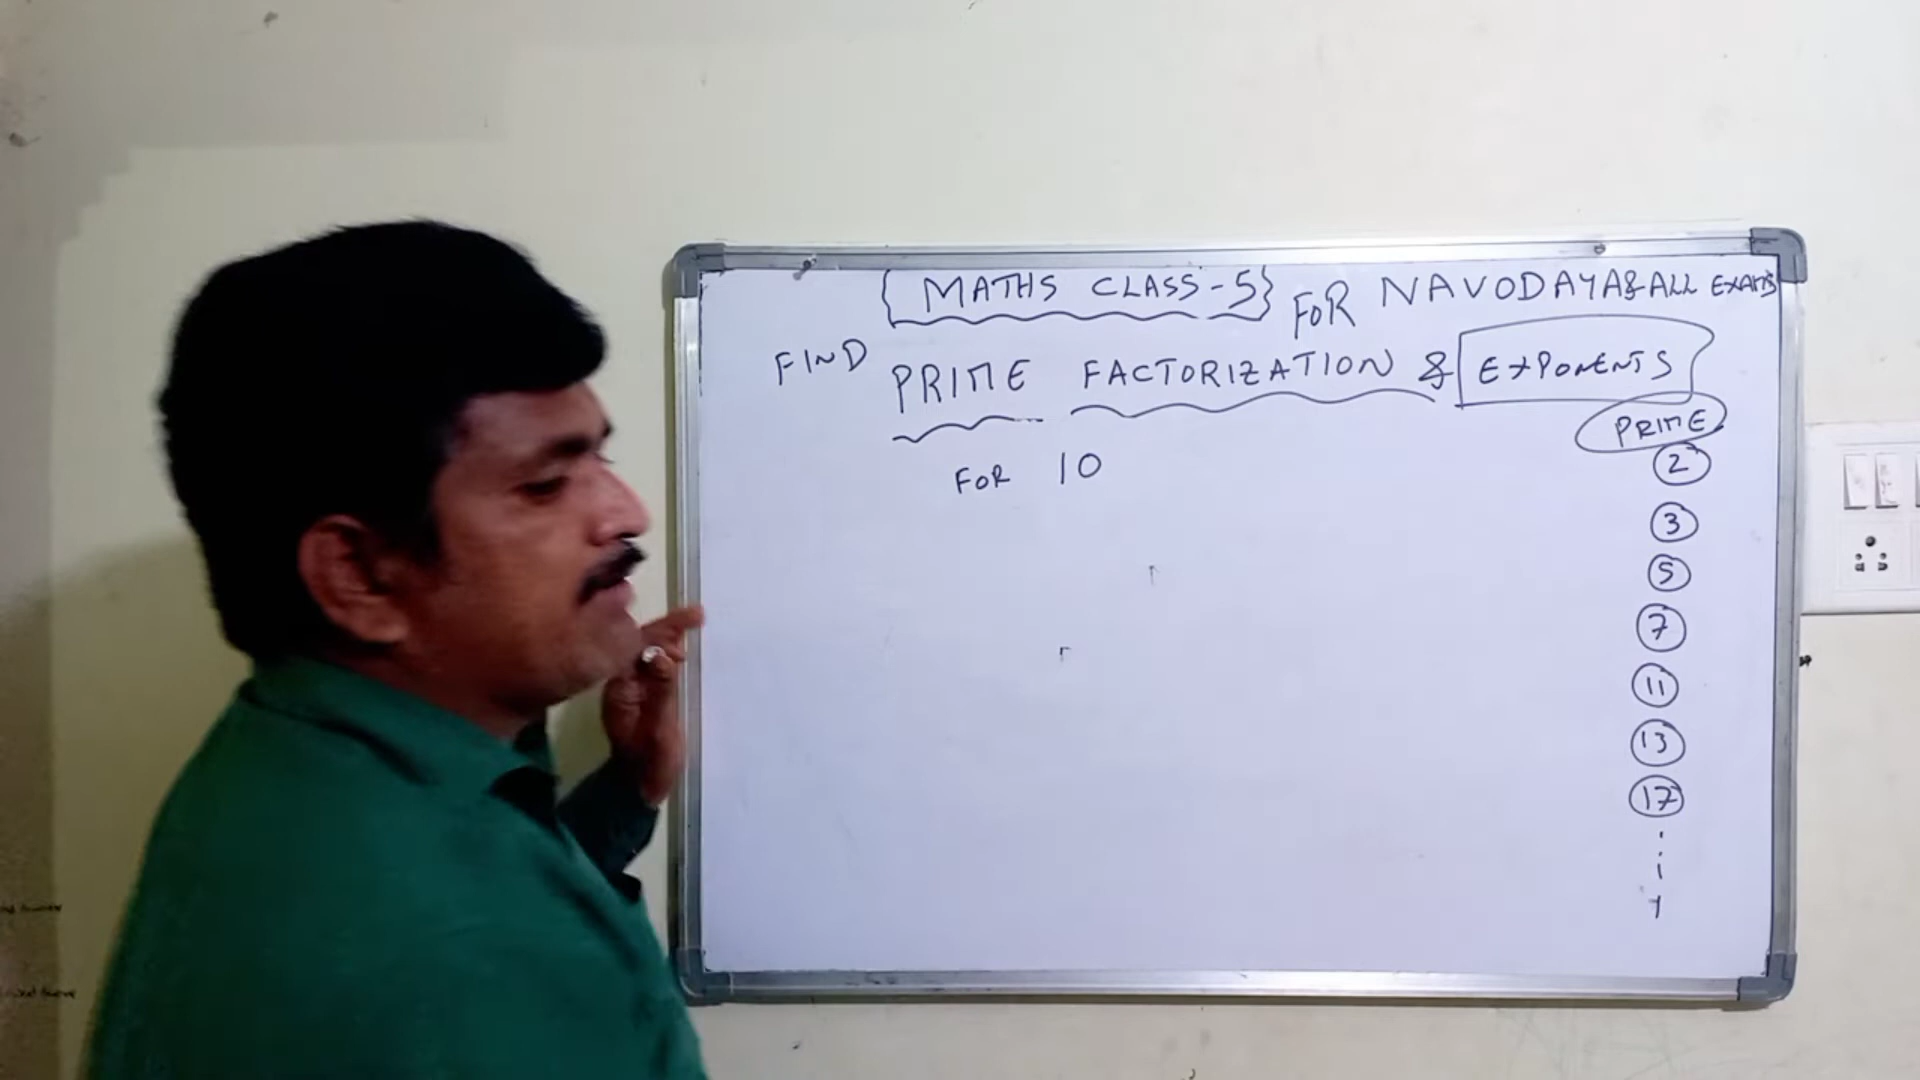 {MATHS CLASS-5} FOR NAVODAYA & ALL EXAMS
FIND PRIME FACTORIZATION & EXPONENTS
PRIME
FOR 10
2
3
5
7
11
13
17